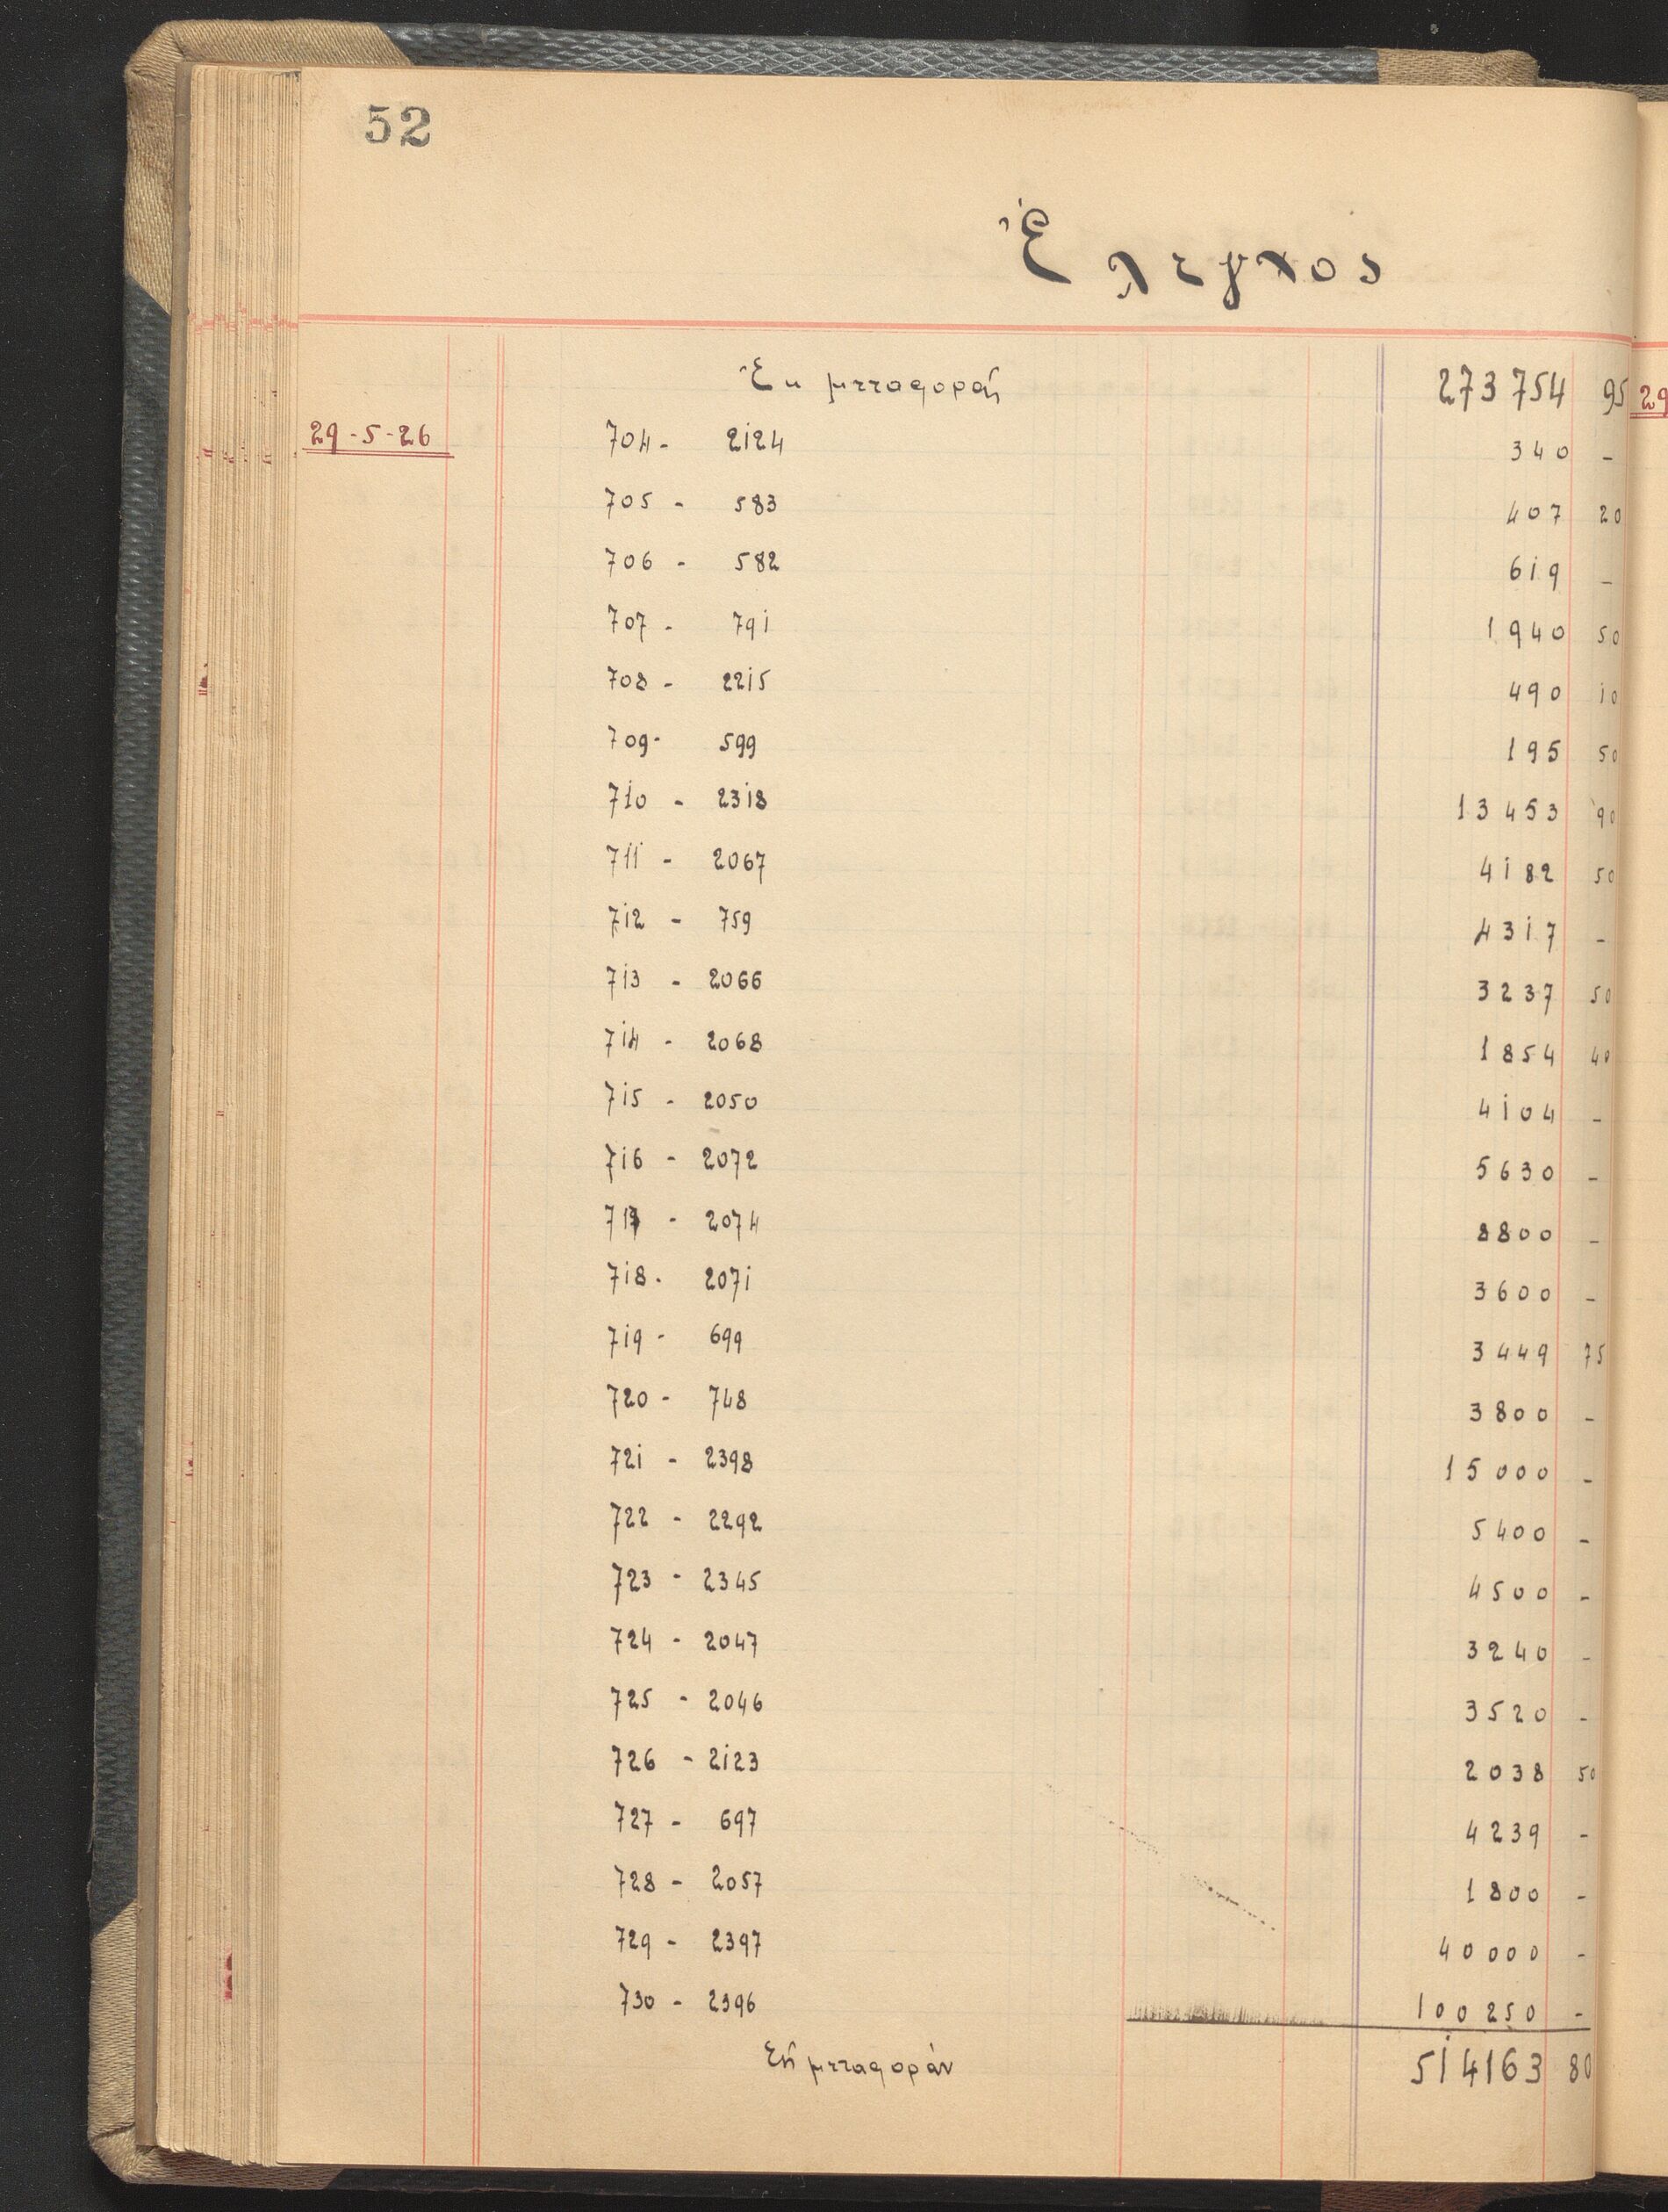 52
Ἔλεγχος
Ἐκ μεταφορᾶς 273754 95
29-5-26 704 - 2124 340 -
705 - 583 407 20
706 - 582 619 -
707 - 791 1940 50
708 - 2215 490 10
709 - 599 195 50
710 - 2318 13453 90
711 - 2067 4182 50
712 - 759 4317 -
713 - 2066 3237 50
714 - 2068 1854 40
715 - 2050 4104 -
716 - 2072 5630 -
717 - 2074 8800 -
718 - 2071 3600 -
719 - 699 3449 75
720 - 748 3800 -
721 - 2398 15000 -
722 - 2292 5400 -
723 - 2345 4500 -
724 - 2047 3240 -
725 - 2046 3520 -
726 - 2123 2038 50
727 - 697 4239 -
728 - 2057 1800 -
729 - 2397 40000 -
730 - 2396 100250 -
Εἰς μεταφοράν 514163 80
29